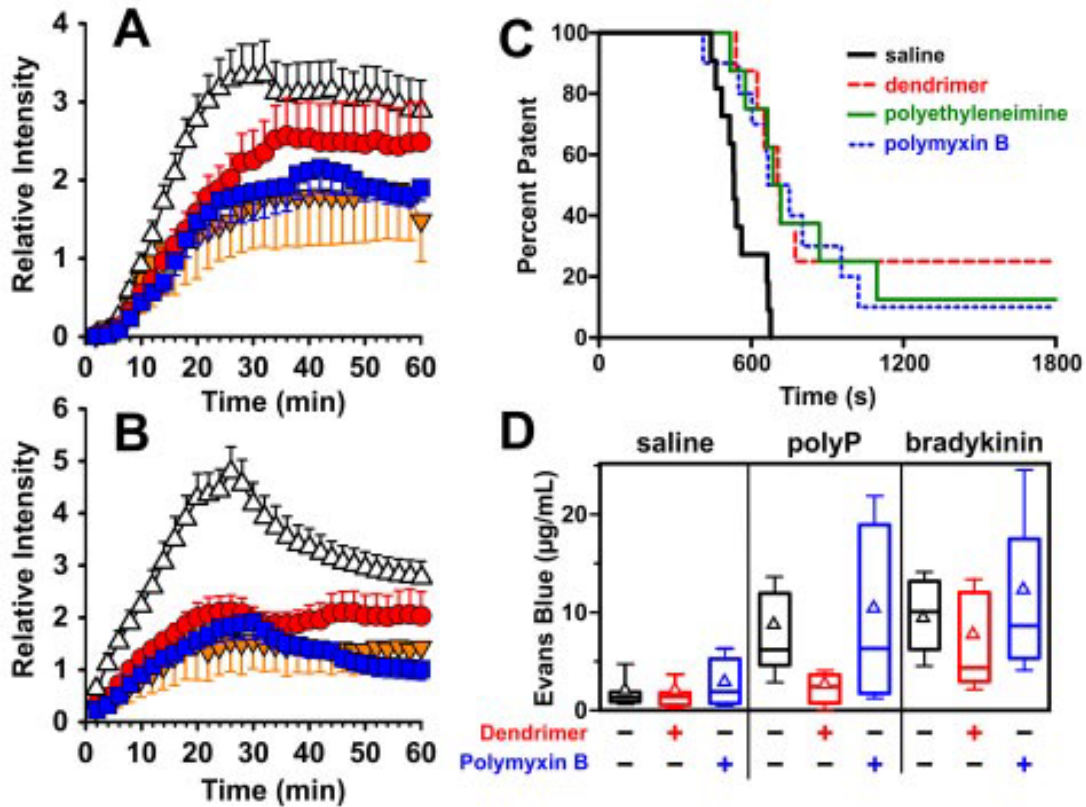 A
Relative Intensity
4
3
2
1
0
0 10 20 30 40 50 60
Time (min)
B
Relative Intensity
6
5
4
3
2
1
0
0 10 20 30 40 50 60
Time (min)
C
Percent Patent
100
80
60
40
20
0
saline
dendrimer
polyethyleneimine
polymyxin B
0 600 1200 1800
Time (s)
D
saline polyP bradykinin
Evans Blue (µg/mL)
20
10
0
Dendrimer − + − − + − − + −
Polymyxin B − − + − − + − − +